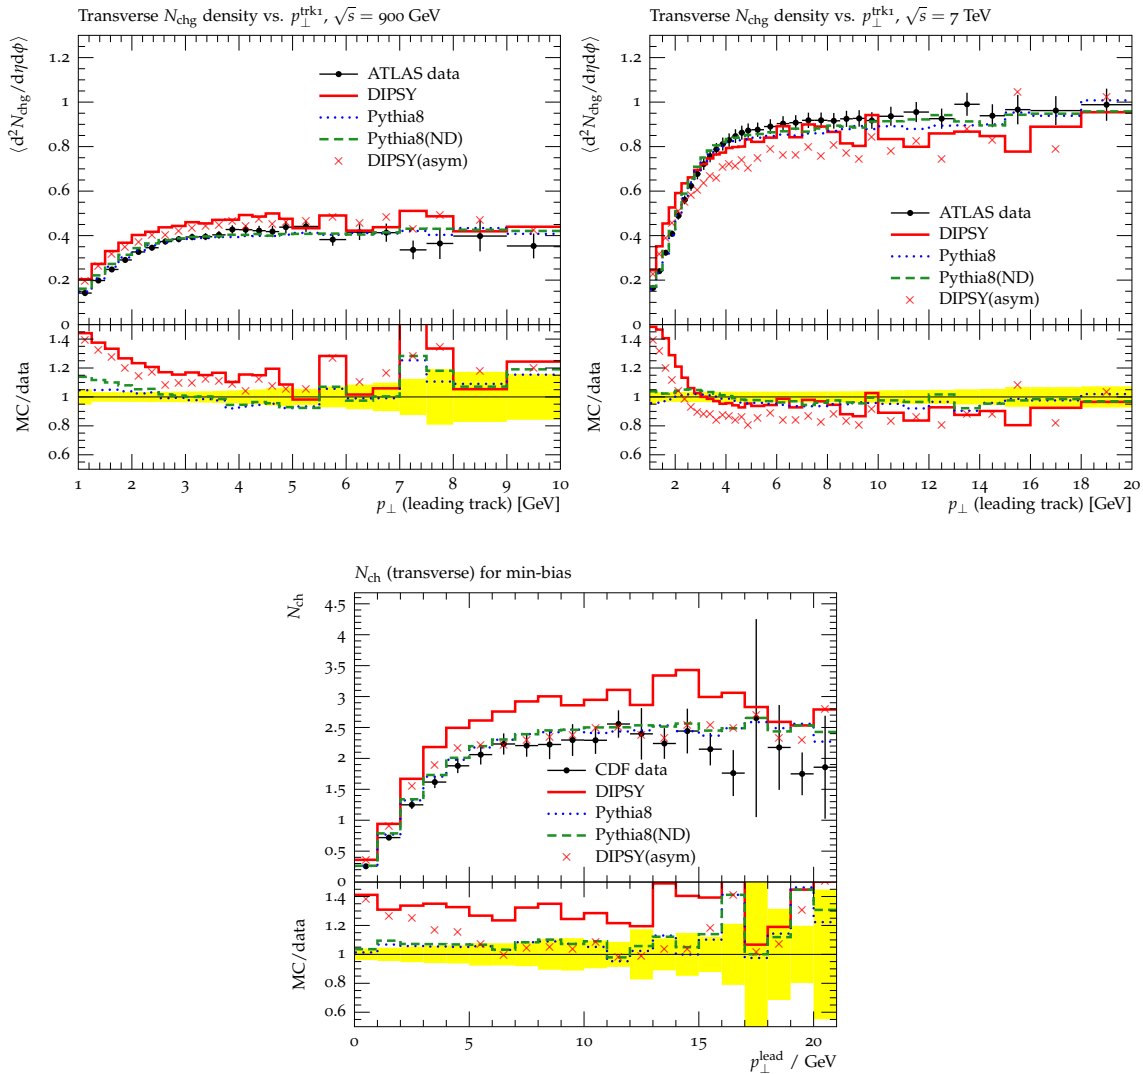 Transverse N_chg density vs. p_⊥^trk1, √s = 900 GeV
⟨d²N_chg/dηdϕ⟩
1.2
1
0.8
0.6
0.4
0.2
0
ATLAS data
DIPSY
Pythia8
Pythia8(ND)
DIPSY(asym)
MC/data
1.4
1.2
1
0.8
0.6
1 2 3 4 5 6 7 8 9 10
p_⊥ (leading track) [GeV]
Transverse N_chg density vs. p_⊥^trk1, √s = 7 TeV
⟨d²N_chg/dηdϕ⟩
1.2
1
0.8
0.6
0.4
0.2
0
ATLAS data
DIPSY
Pythia8
Pythia8(ND)
DIPSY(asym)
MC/data
1.4
1.2
1
0.8
0.6
2 4 6 8 10 12 14 16 18 20
p_⊥ (leading track) [GeV]
N_ch (transverse) for min-bias
N_ch
4.5
4
3.5
3
2.5
2
1.5
1
0.5
0
CDF data
DIPSY
Pythia8
Pythia8(ND)
DIPSY(asym)
MC/data
1.4
1.2
1
0.8
0.6
0 5 10 15 20
p_⊥^lead / GeV